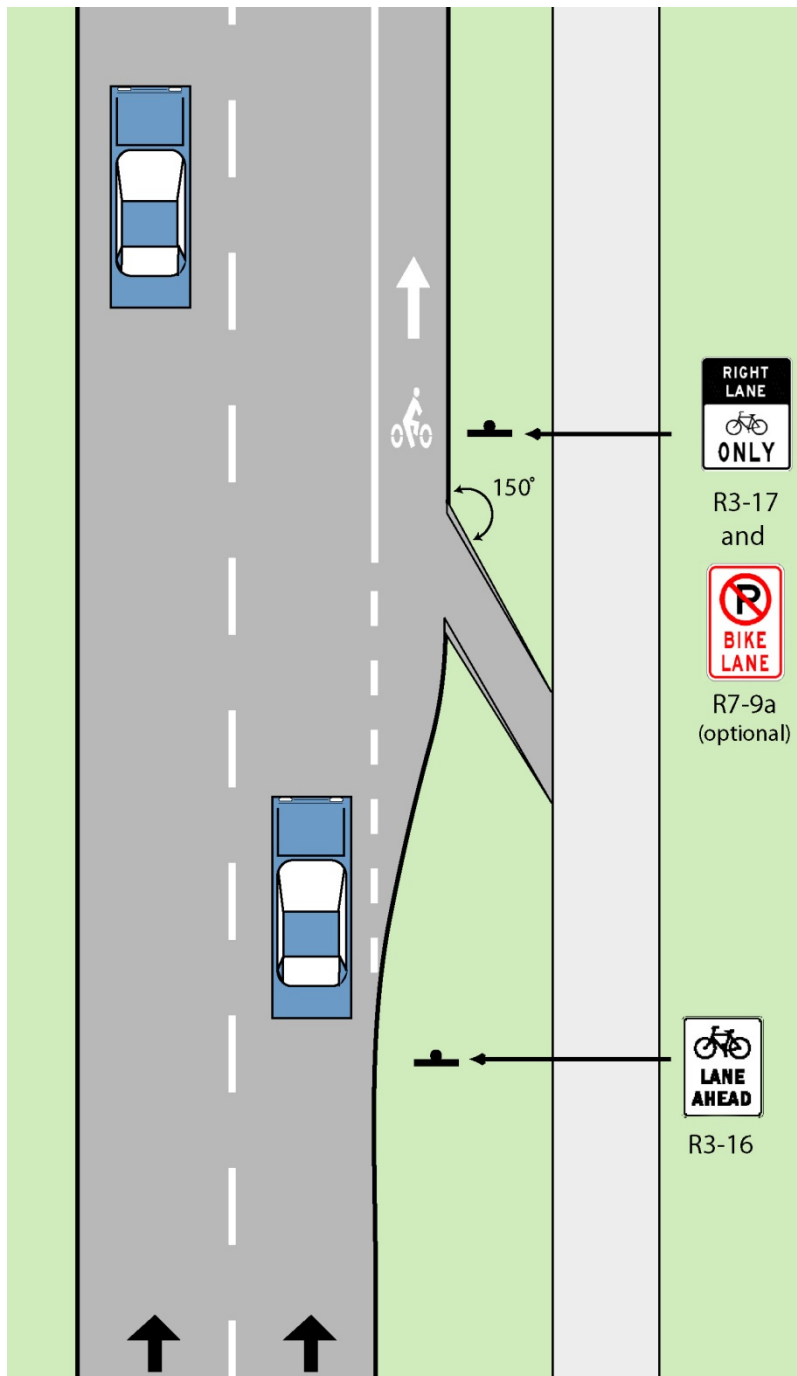 RIGHT
LANE
ONLY
150°
R3-17
and
P
BIKE
LANE
R7-9a
(optional)
LANE
AHEAD
R3-16